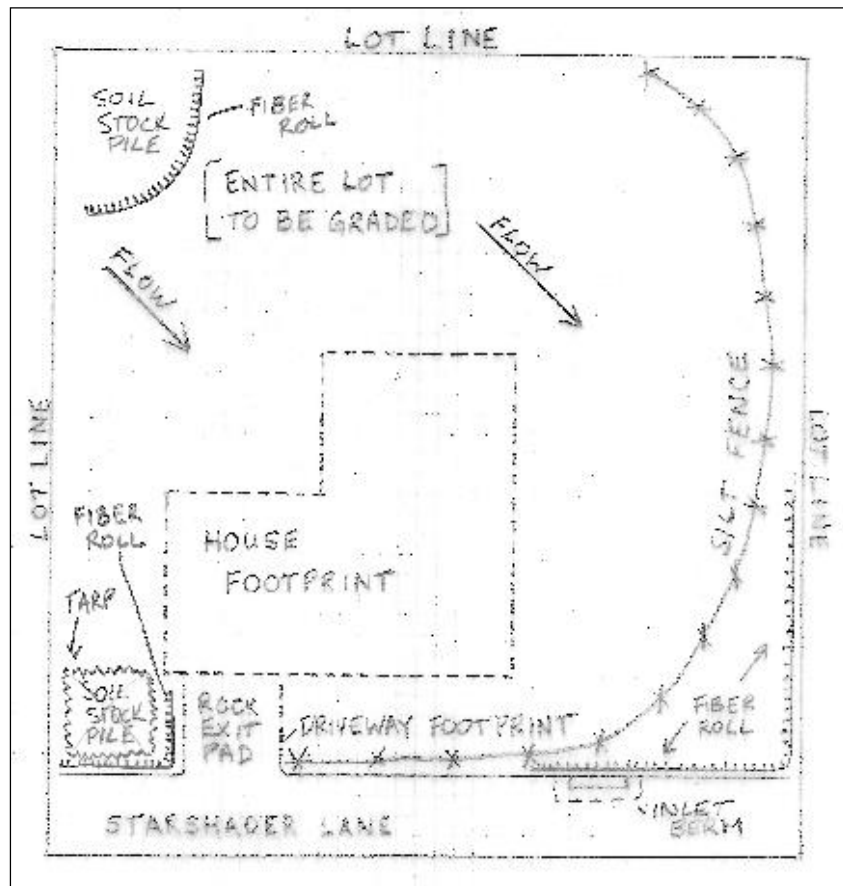 LOT LINE
SOIL
STOCK
PILE
FIBER
ROLL
[ENTIRE LOT
TO BE GRADED]
FLOW
FLOW
LOT LINE
SILT FENCE
LOT LINE
FIBER
ROLL
HOUSE
FOOTPRINT
TARP
SOIL
STOCK
PILE
ROCK
EXIT
PAD
DRIVEWAY FOOTPRINT
FIBER
ROLL
INLET
BERM
STARSHADER LANE